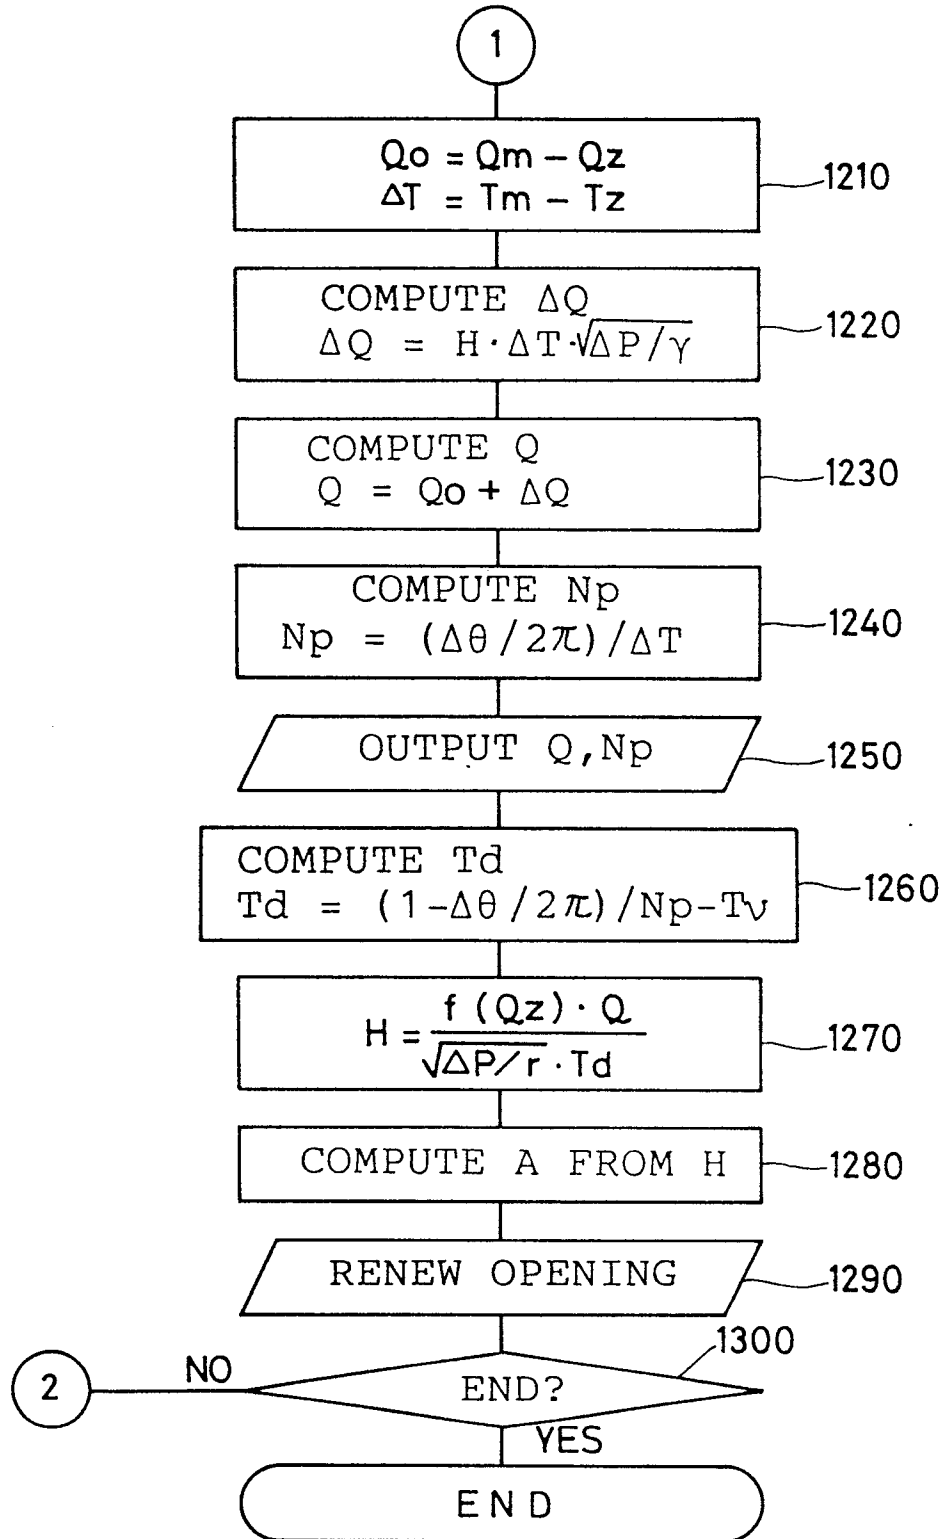 1
Qo = Qm - Qz
ΔT = Tm - Tz
1210
COMPUTE ΔQ
ΔQ = H·ΔT·√ΔP/γ
1220
COMPUTE Q
Q = Qo + ΔQ
1230
COMPUTE Np
Np = (Δθ/2π)/ΔT
1240
OUTPUT Q,Np
1250
COMPUTE Td
Td = (1-Δθ/2π)/Np-Tν
1260
H = f(Qz)·Q
√ΔP/r·Td
1270
COMPUTE A FROM H
1280
RENEW OPENING
1290
1300
2
NO
END?
YES
END